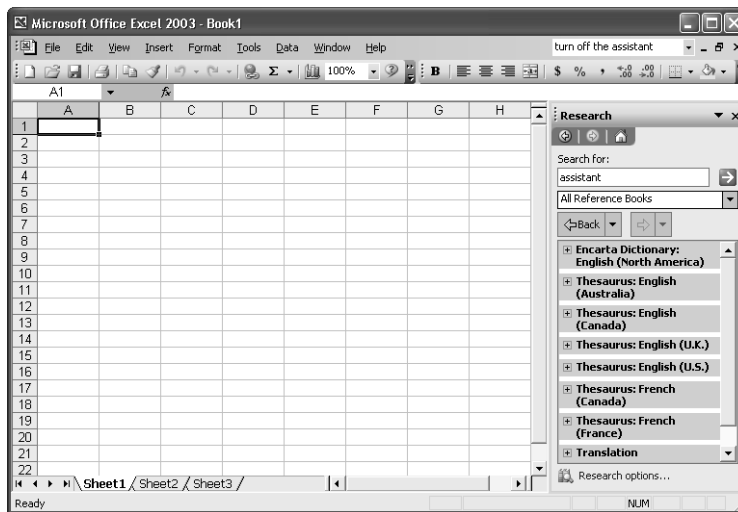 Microsoft Office Excel 2003 - Book1
File Edit View Insert Format Tools Data Window Help turn off the assistant
Σ 100% B $ % , .00 .00
A1 fx
A B C D E F G H
1
2
3
4
5
6
7
8
9
10
11
12
13
14
15
16
17
18
19
20
21
22
Research
Search for:
assistant
All Reference Books
Back
Encarta Dictionary:
English (North America)
Thesaurus: English
(Australia)
Thesaurus: English
(Canada)
Thesaurus: English (U.K.)
Thesaurus: English (U.S.)
Thesaurus: French
(Canada)
Thesaurus: French
(France)
Translation
Research options...
Sheet1 Sheet2 Sheet3
Ready NUM